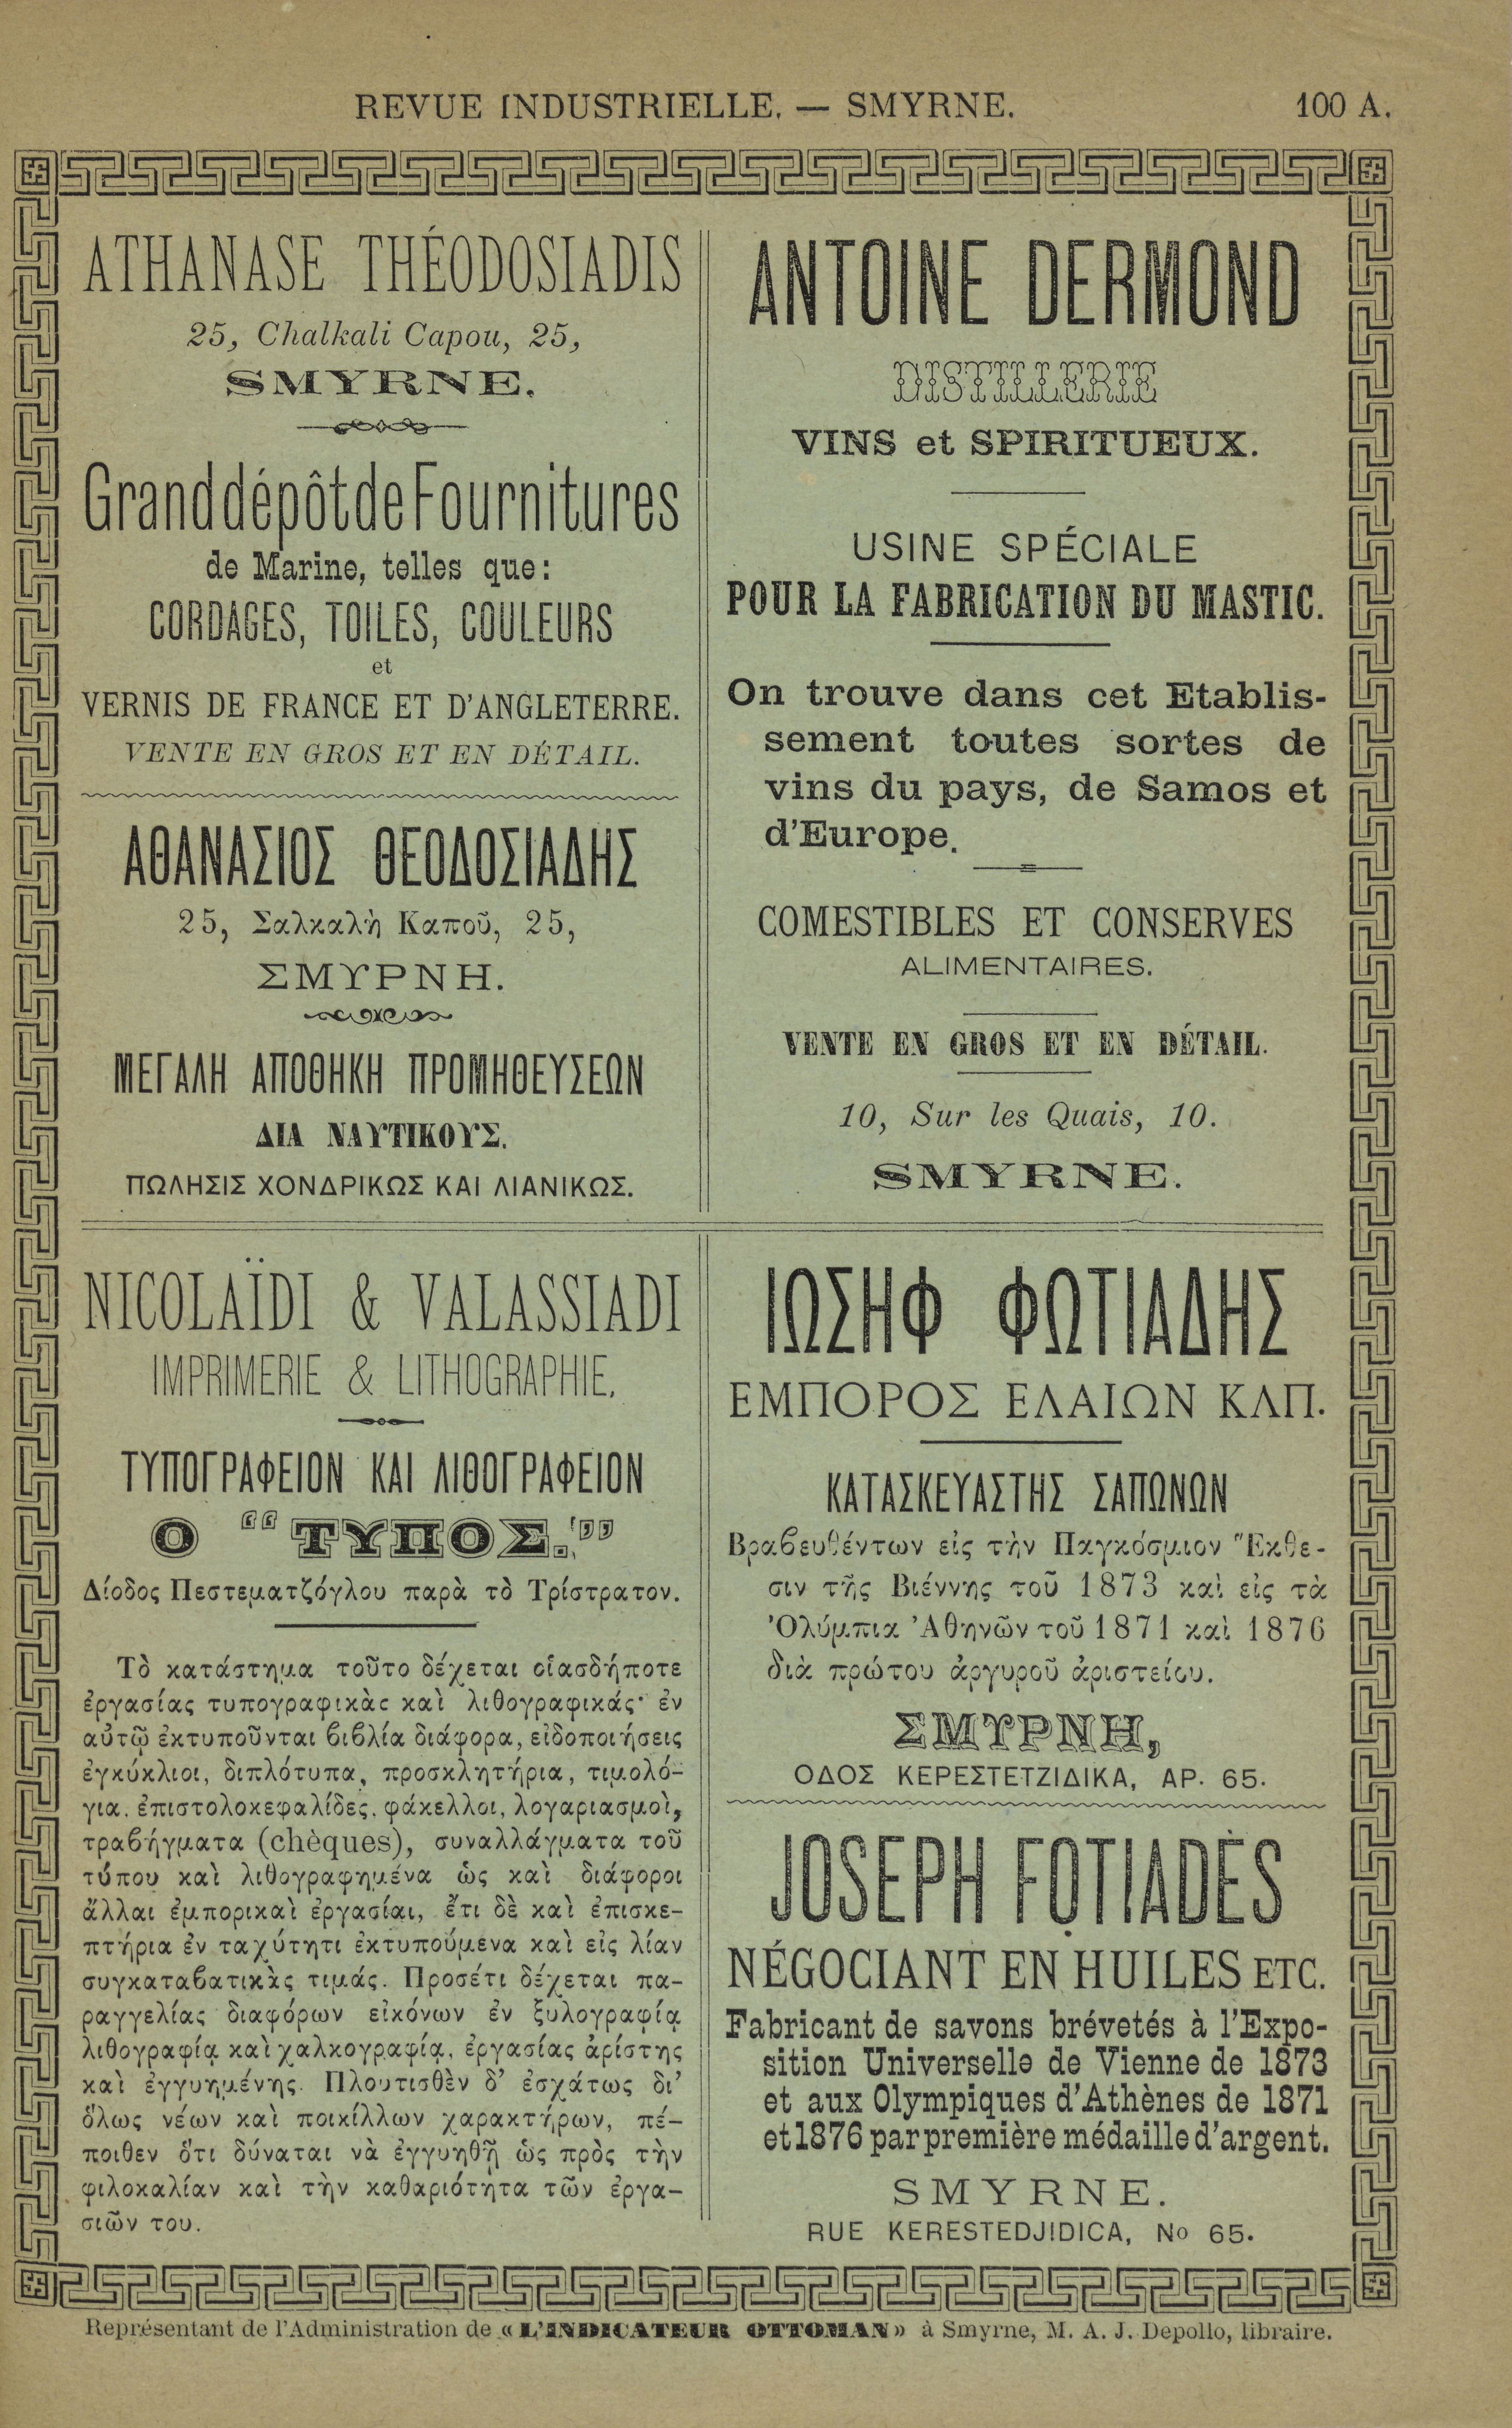 REVUE INDUSTRIELLE. — SMYRNE.
100 A.
ATHANASE THÉODOSIADIS
25, Chalkali Capou, 25,
SMYRNE.
Grand dépôt de Fournitures
de Marine, telles que:
CORDAGES, TOILES, COULEURS
et
VERNIS DE FRANCE ET D'ANGLETERRE.
VENTE EN GROS ET EN DÉTAIL.
ΑΘΑΝΑΣΙΟΣ ΘΕΟΔΟΣΙΑΔΗΣ
25, Σαλκαλὴ Καποῦ, 25,
ΣΜΥΡΝΗ.
ΜΕΓΑΛΗ ΑΠΟΘΗΚΗ ΠΡΟΜΗΘΕΥΣΕΩΝ
ΔΙΑ ΝΑΥΤΙΚΟΥΣ.
ΠΩΛΗΣΙΣ ΧΟΝΔΡΙΚΩΣ ΚΑΙ ΛΙΑΝΙΚΩΣ.
ANTOINE DERMOND
DISTILLERIE
VINS et SPIRITUEUX.
USINE SPÉCIALE
POUR LA FABRICATION DU MASTIC.
On trouve dans cet Etablis-
sement toutes sortes de
vins du pays, de Samos et
d'Europe.
COMESTIBLES ET CONSERVES
ALIMENTAIRES.
VENTE EN GROS ET EN DÉTAIL.
10, Sur les Quais, 10.
SMYRNE.
NICOLAÏDI & VALASSIADI
IMPRIMERIE & LITHOGRAPHIE.
ΤΥΠΟΓΡΑΦΕΙΟΝ ΚΑΙ ΛΙΘΟΓΡΑΦΕΙΟΝ
Ο “ΤΥΠΟΣ.”
Δίοδος Πεστεματζόγλου παρὰ τὸ Τρίστρατον.
Τὸ κατάστημα τοῦτο δέχεται οἱασδήποτε
ἐργασίας τυπογραφικὰς καὶ λιθογραφικάς· ἐν
αὐτῷ ἐκτυποῦνται βιβλία διάφορα, εἰδοποιήσεις
ἐγκύκλιοι, διπλότυπα, προσκλητήρια, τιμολό-
για. ἐπιστολοκεφαλίδες. φάκελλοι, λογαριασμοὶ,
τραβήγματα (chèques), συναλλάγματα τοῦ
τύπου καὶ λιθογραφημένα ὡς καὶ διάφοροι
ἄλλαι ἐμπορικαὶ ἐργασίαι, ἔτι δὲ καὶ ἐπισκε-
πτήρια ἐν ταχύτητι ἐκτυπούμενα καὶ εἰς λίαν
συγκαταβατικὰς τιμάς. Προσέτι δέχεται πα-
ραγγελίας διαφόρων εἰκόνων ἐν ξυλογραφίᾳ
λιθογραφίᾳ καὶ χαλκογραφίᾳ, ἐργασίας ἀρίστης
καὶ ἐγγυημένης. Πλουτισθὲν δ' ἐσχάτως δι'
ὅλως νέων καὶ ποικίλλων χαρακτήρων, πέ-
ποιθεν ὅτι δύναται νὰ ἐγγυηθῇ ὡς πρὸς τὴν
φιλοκαλίαν καὶ τὴν καθαριότητα τῶν ἐργα-
σιῶν του.
ΙΩΣΗΦ ΦΩΤΙΑΔΗΣ
ΕΜΠΟΡΟΣ ΕΛΑΙΩΝ ΚΛΠ.
ΚΑΤΑΣΚΕΥΑΣΤΗΣ ΣΑΠΩΝΩΝ
Βραβευθέντων εἰς τὴν Παγκόσμιον Ἔκθε-
σιν τῆς Βιέννης τοῦ 1873 καὶ εἰς τὰ
Ὀλύμπια Ἀθηνῶν τοῦ 1871 καὶ 1876
διὰ πρώτου ἀργυροῦ ἀριστείου.
ΣΜΥΡΝΗ,
ΟΔΟΣ ΚΕΡΕΣΤΕΤΖΙΔΙΚΑ, ΑΡ. 65.
JOSEPH FOTIADÈS
NÉGOCIANT EN HUILES ETC.
Fabricant de savons brévetés à l'Expo-
sition Universelle de Vienne de 1873
et aux Olympiques d'Athènes de 1871
et 1876 par première médaille d'argent.
SMYRNE.
RUE KERESTEDJIDICA, No 65.
Représentant de l'Administration de «L'INDICATEUR OTTOMAN» à Smyrne, M. A. J. Depollo, libraire.